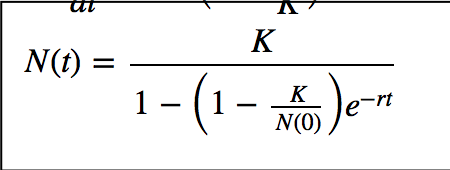 N(t) = K / (1 − (1 − K/N(0)) e^{−rt})